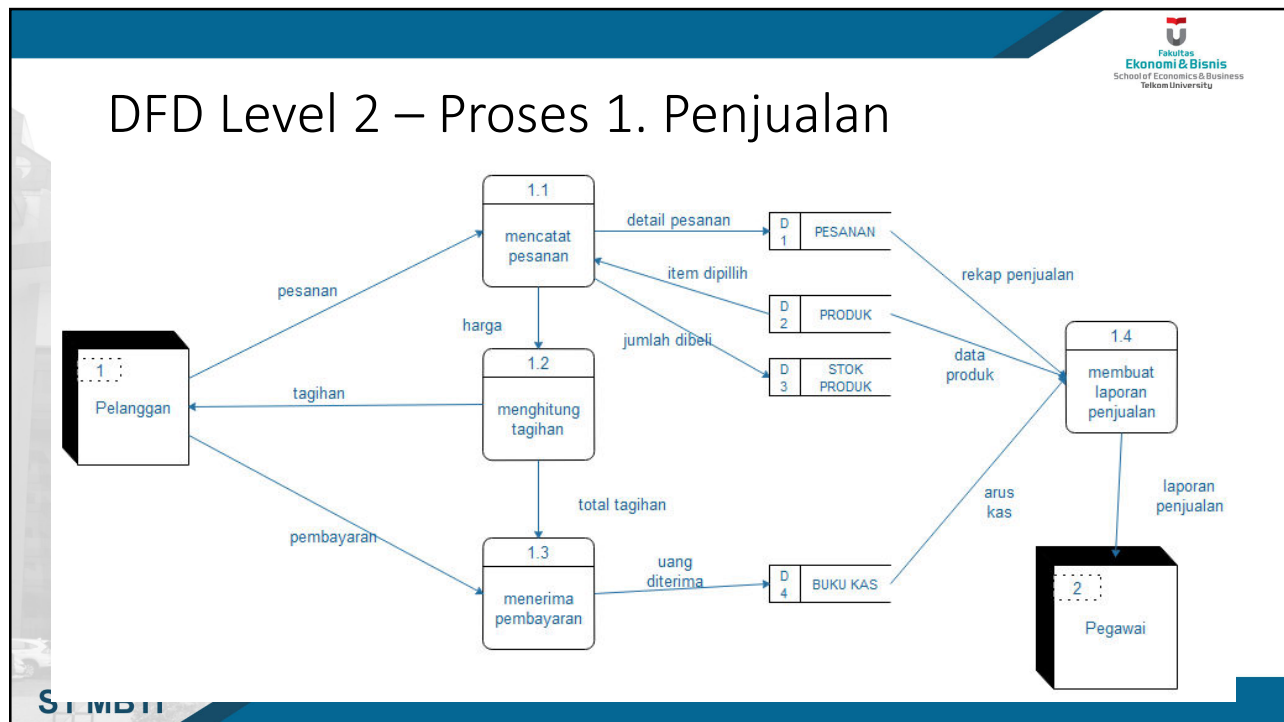 Fakultas
Ekonomi & Bisnis
School of Economics & Business
Telkom University
DFD Level 2 – Proses 1. Penjualan
1.1
mencatat
pesanan
detail pesanan
D
1
PESANAN
item dipillih
rekap penjualan
pesanan
D
2
PRODUK
harga
jumlah dibeli
1.4
membuat
laporan
penjualan
data
produk
1
Pelanggan
1.2
menghitung
tagihan
D
3
STOK
PRODUK
tagihan
total tagihan
arus
kas
laporan
penjualan
pembayaran
1.3
menerima
pembayaran
uang
diterima
D
4
BUKU KAS
2
Pegawai